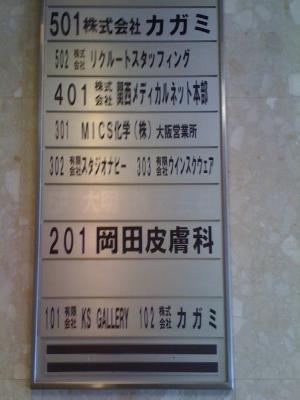 501 株式会社 カガミ
502 株式会社 リクルートスタッフィング
401 株式会社 関西メディカルネット本部
301 MICS化学(株)大阪営業所
302 有限会社 スタジオナビー 303 有限会社 ウインスクウェア
201 岡田皮膚科
101 有限会社 KS GALLERY 102 株式会社 カガミ